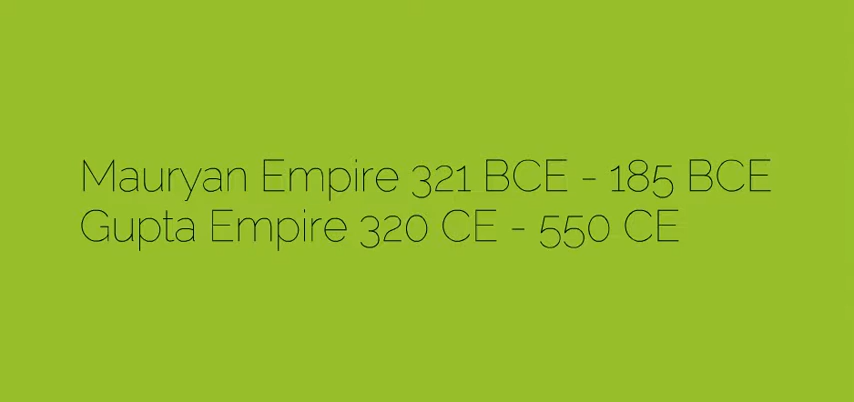 Mauryan Empire 321 BCE - 185 BCE
Gupta Empire 320 CE - 550 CE